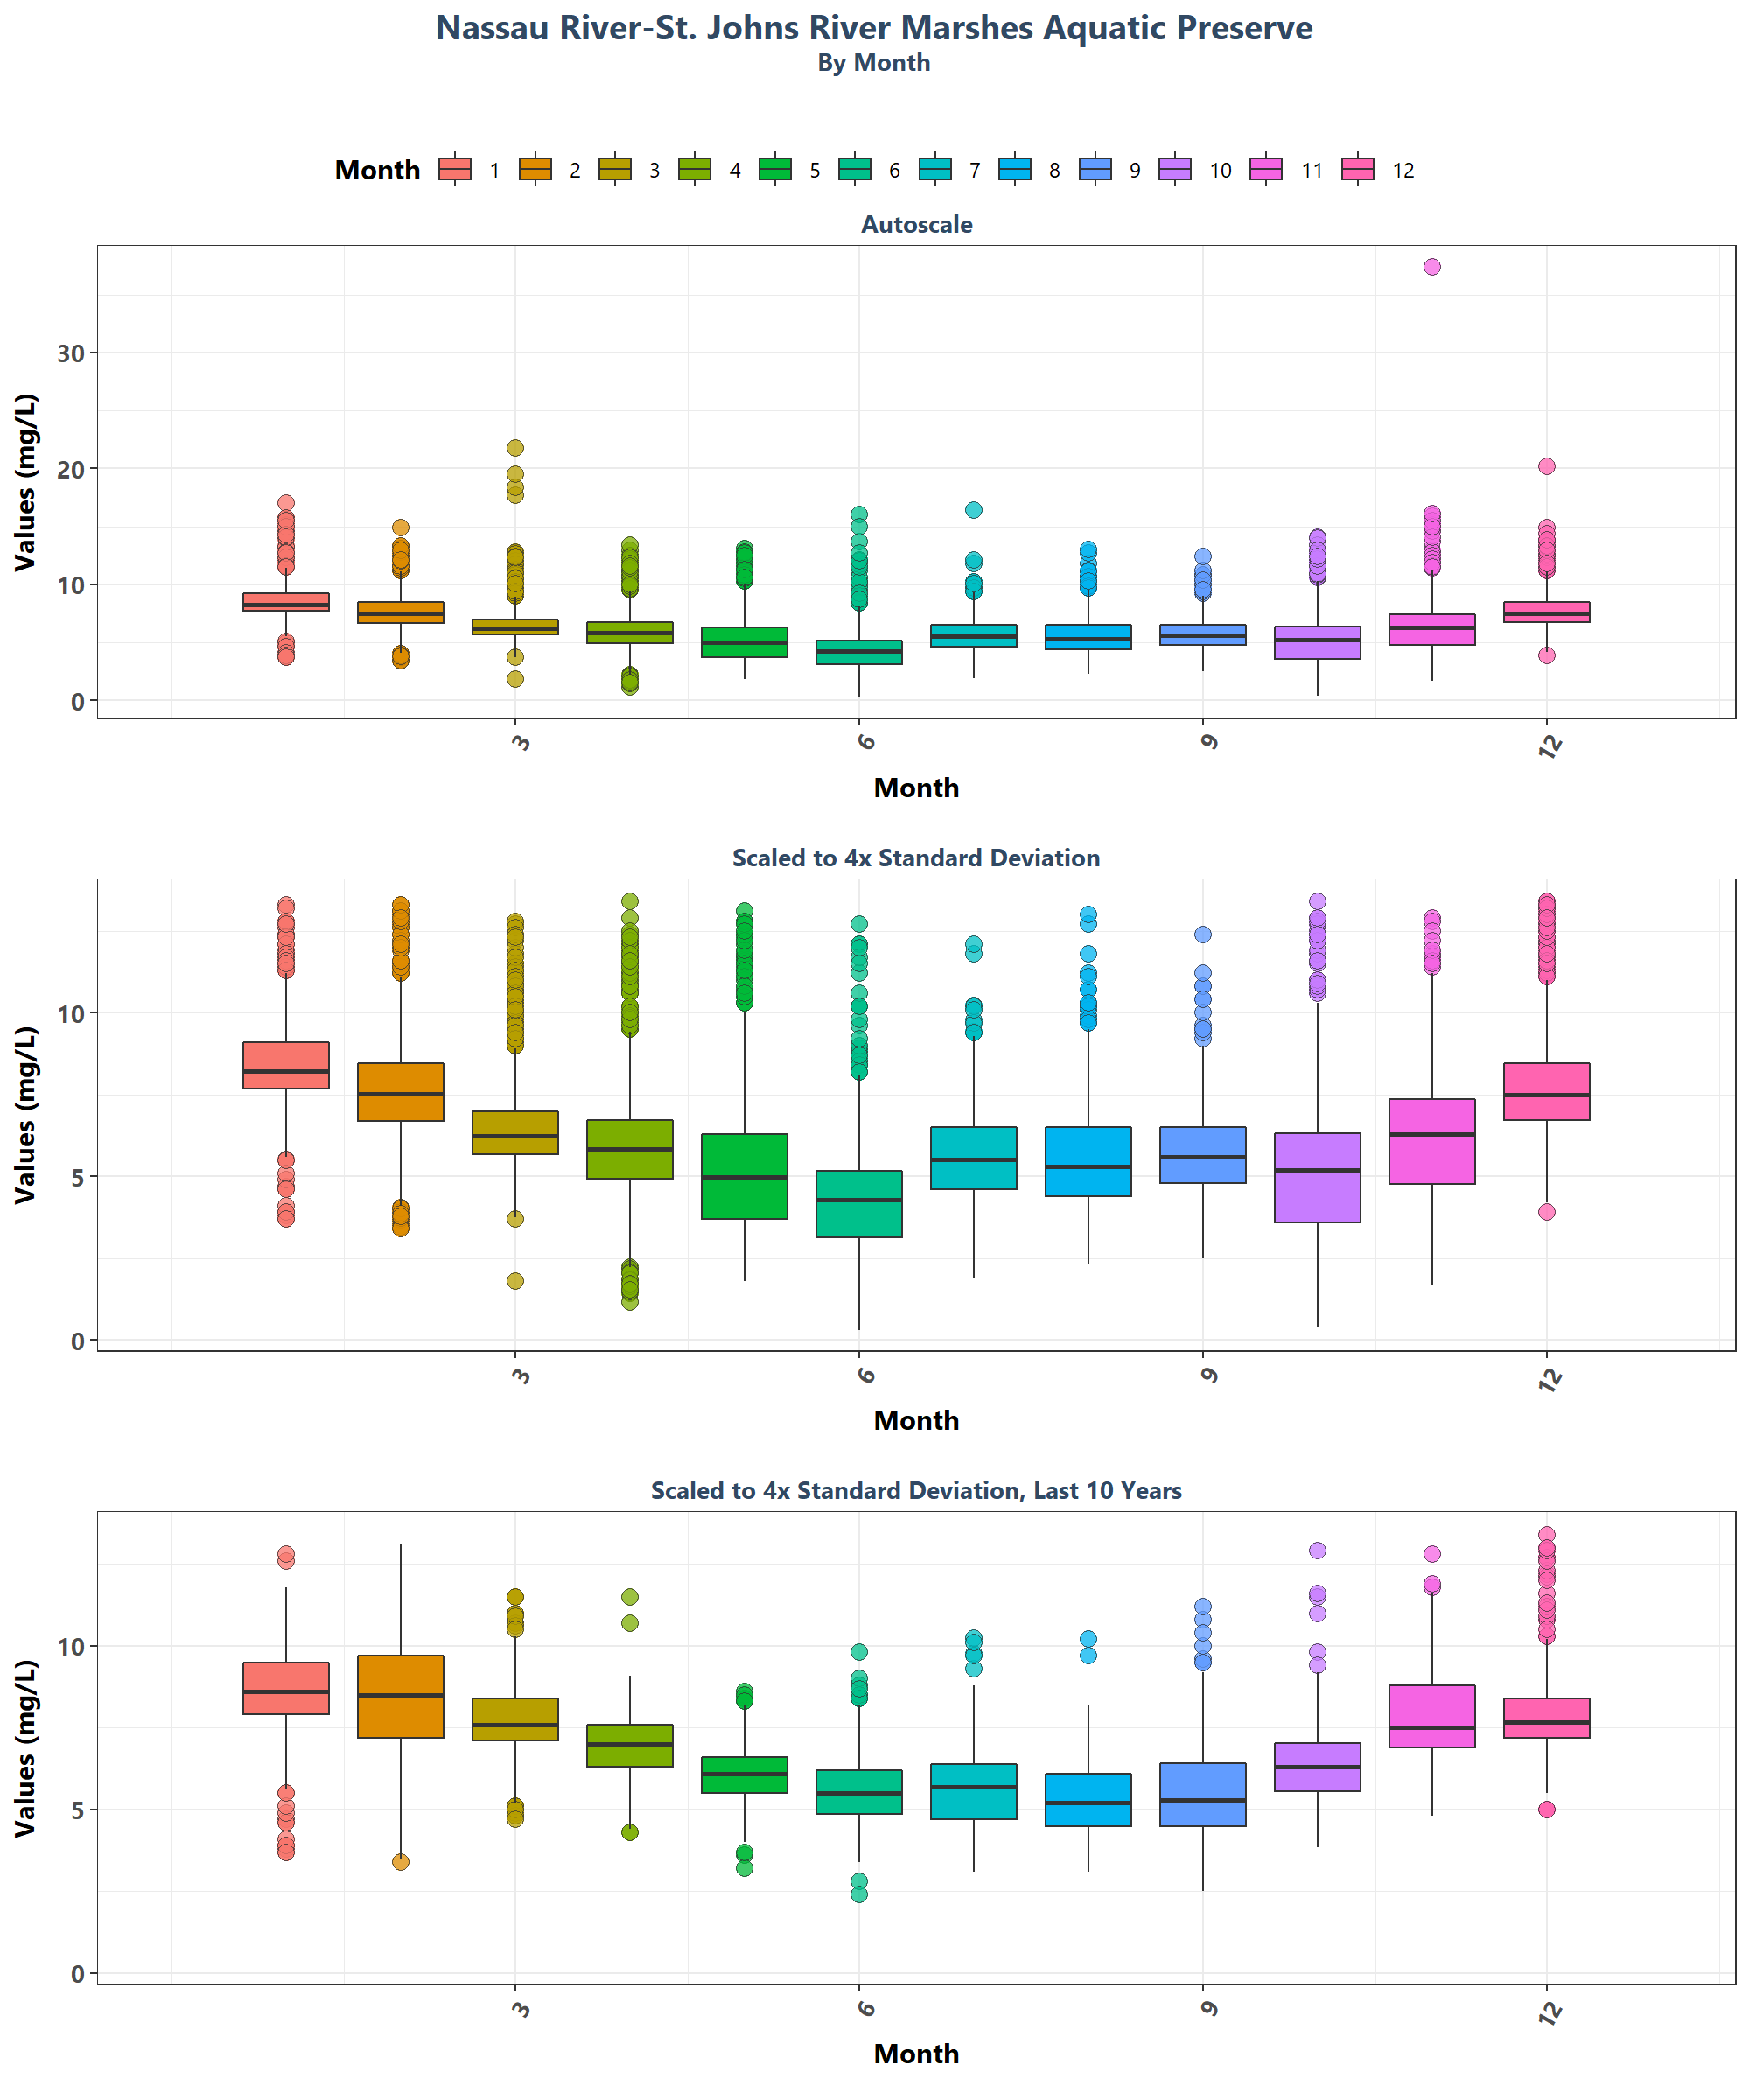 Nassau River-St. Johns River Marshes Aquatic Preserve
By Month
Month 1 2 3 4 5 6 7 8 9 10 11 12
Autoscale
Values (mg/L)
30
20
10
0
3 6 9 12
Month
Scaled to 4x Standard Deviation
Values (mg/L)
10
5
0
3 6 9 12
Month
Scaled to 4x Standard Deviation, Last 10 Years
Values (mg/L)
10
5
0
3 6 9 12
Month